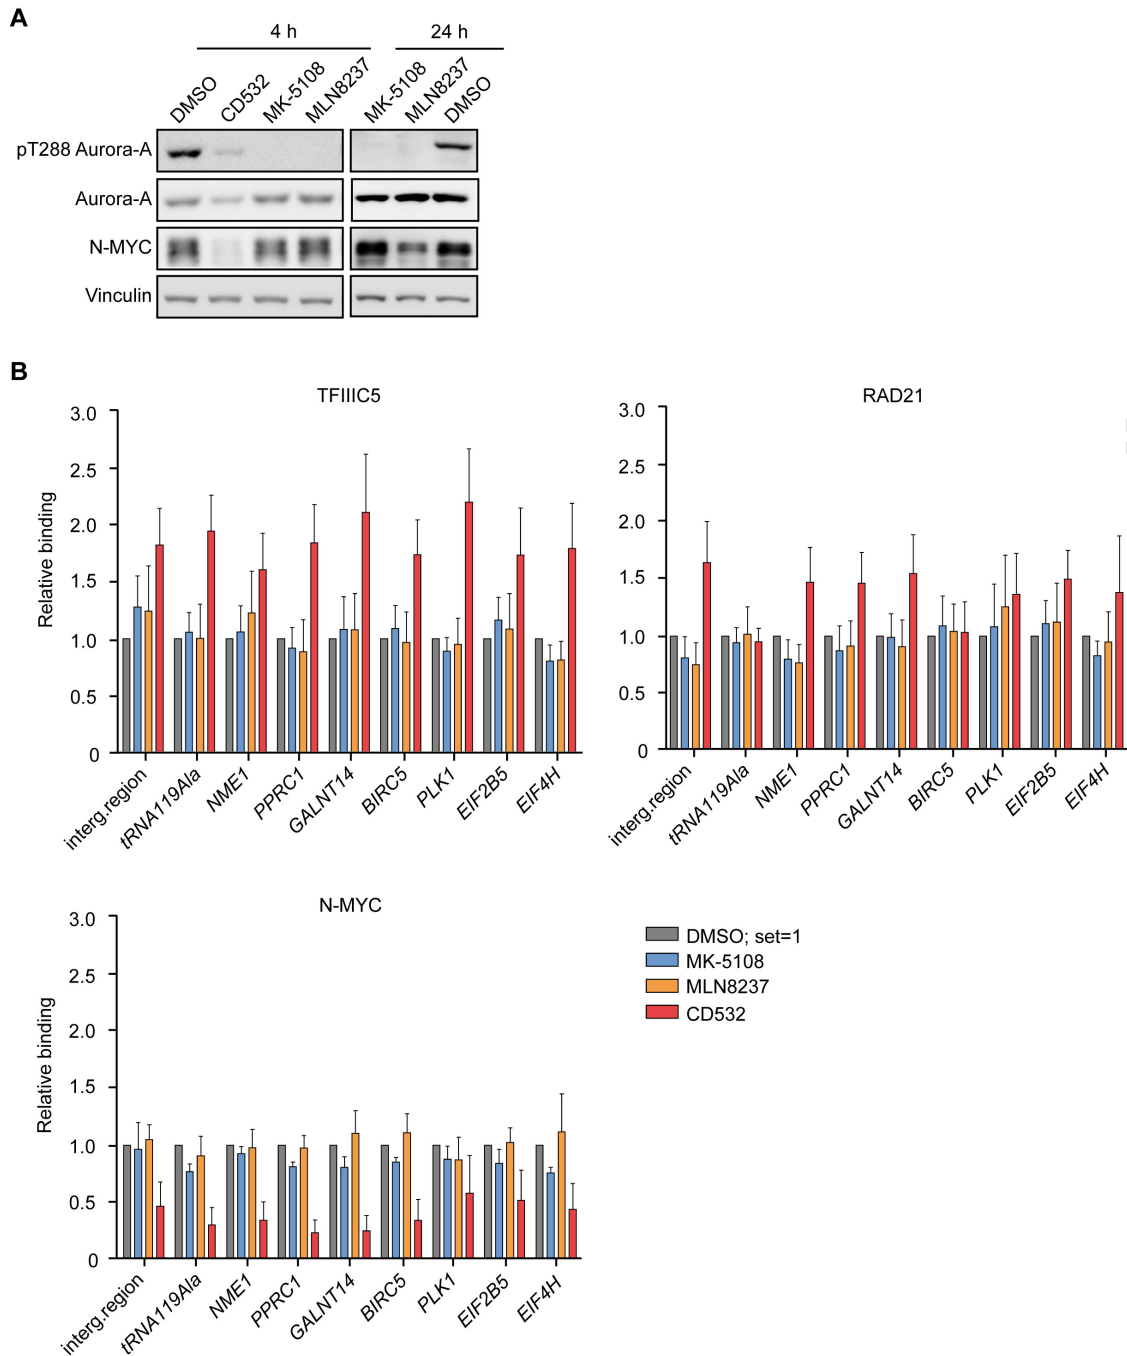 A
4 h
24 h
DMSO
CD532
MK-5108
MLN8237
MK-5108
MLN8237
DMSO
pT288 Aurora-A
Aurora-A
N-MYC
Vinculin
B
TFIIIC5
3.0
2.5
2.0
1.5
1.0
0.5
0
Relative binding
interg.region
tRNA119Ala
NME1
PPRC1
GALNT14
BIRC5
PLK1
EIF2B5
EIF4H
RAD21
3.0
2.5
2.0
1.5
1.0
0.5
0
interg.region
tRNA119Ala
NME1
PPRC1
GALNT14
BIRC5
PLK1
EIF2B5
EIF4H
N-MYC
3.0
2.5
2.0
1.5
1.0
0.5
0
Relative binding
interg.region
tRNA119Ala
NME1
PPRC1
GALNT14
BIRC5
PLK1
EIF2B5
EIF4H
DMSO; set=1
MK-5108
MLN8237
CD532